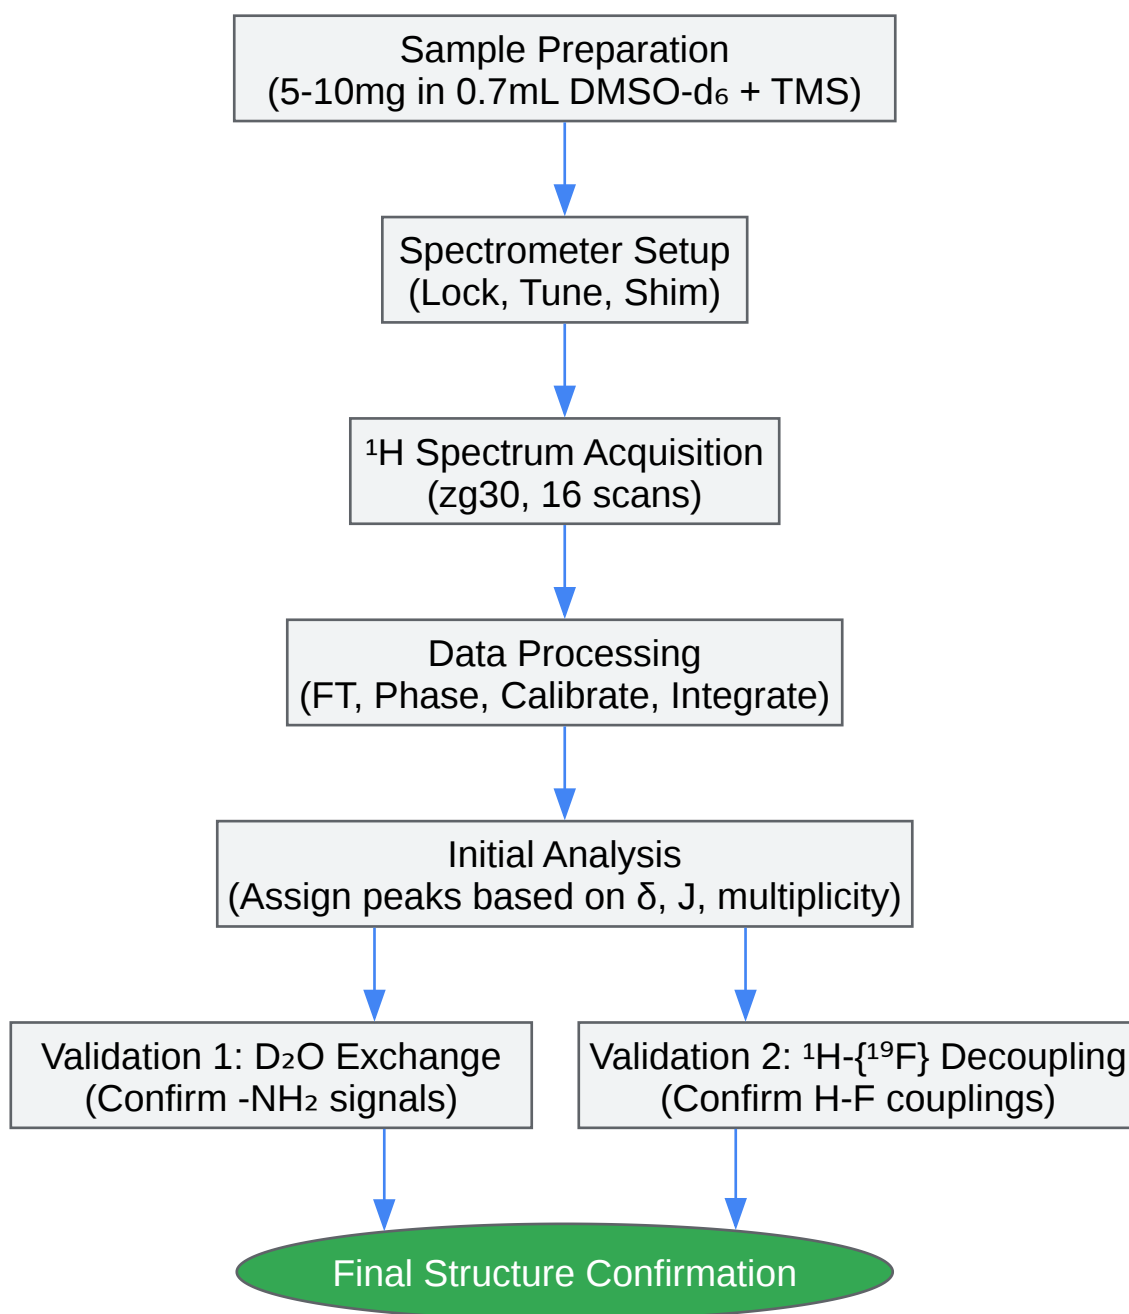 Sample Preparation
(5-10mg in 0.7mL DMSO-d₆ + TMS)
Spectrometer Setup
(Lock, Tune, Shim)
¹H Spectrum Acquisition
(zg30, 16 scans)
Data Processing
(FT, Phase, Calibrate, Integrate)
Initial Analysis
(Assign peaks based on δ, J, multiplicity)
Validation 1: D₂O Exchange
(Confirm -NH₂ signals)
Validation 2: ¹H-{¹⁹F} Decoupling
(Confirm H-F couplings)
Final Structure Confirmation